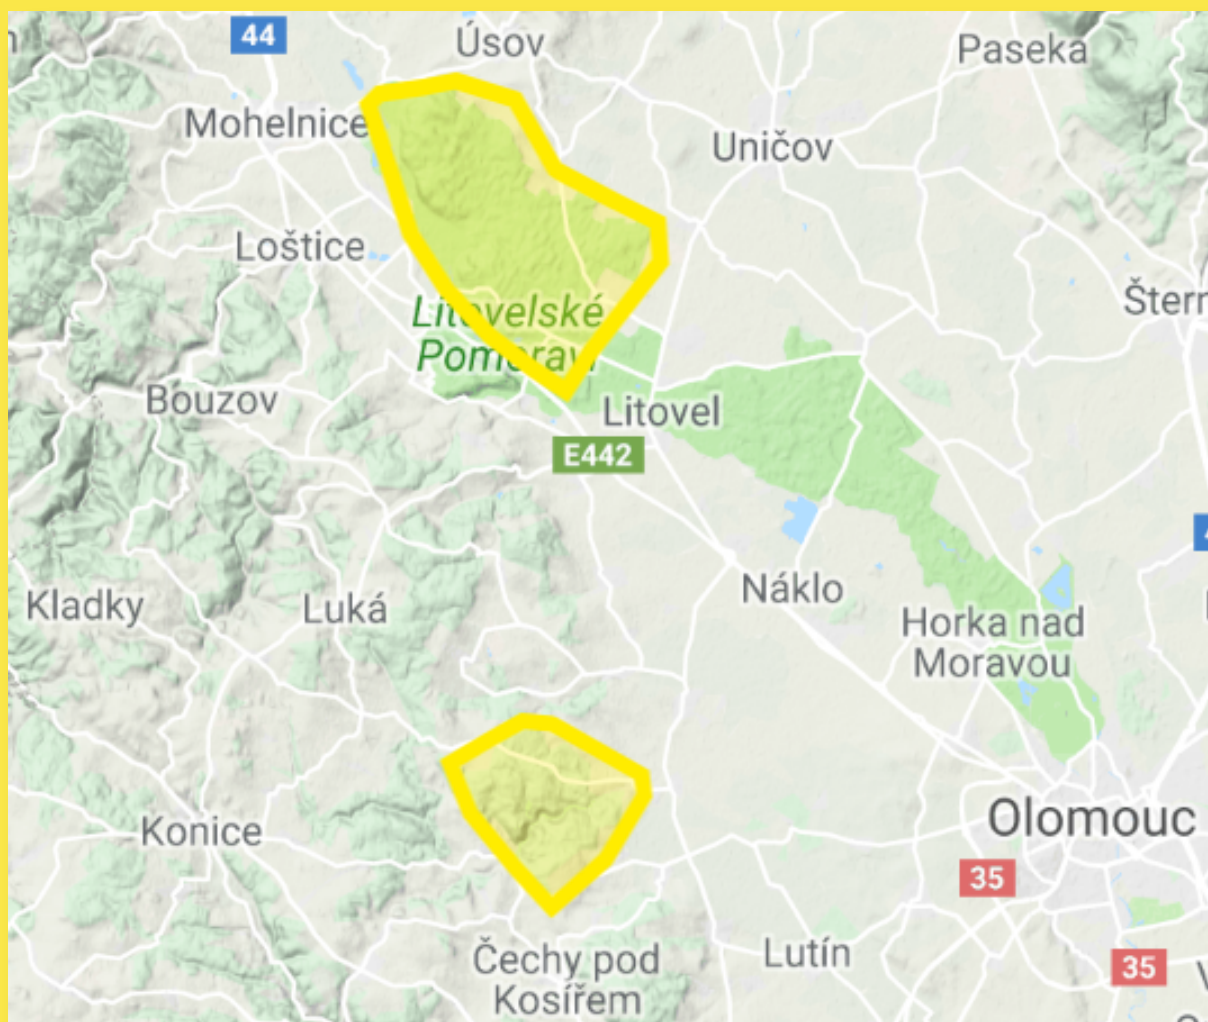 44
Úsov
Paseka
Mohelnice
Uničov
Loštice
Litovelské
Pomoraví
Bouzov
Litovel
E442
Náklo
Kladky
Luká
Horka nad
Moravou
Konice
Olomouc
35
Čechy pod
Kosířem
Lutín
35